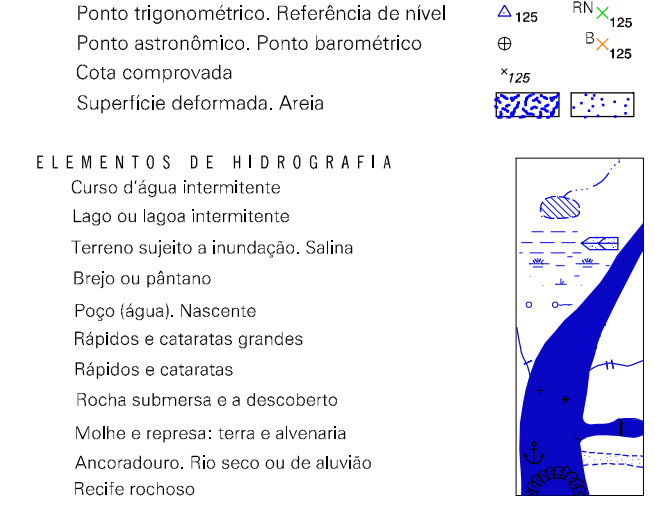 Ponto trigonométrico. Referência de nível 125 RN 125
Ponto astronômico. Ponto barométrico B 125
Cota comprovada 125
Superfície deformada. Areia
ELEMENTOS DE HIDROGRAFIA
Curso d'água intermitente
Lago ou lagoa intermitente
Terreno sujeito a inundação. Salina
Brejo ou pântano
Poço (água). Nascente
Rápidos e cataratas grandes
Rápidos e cataratas
Rocha submersa e a descoberto
Molhe e represa: terra e alvenaria
Ancoradouro. Rio seco ou de aluvião
Recife rochoso